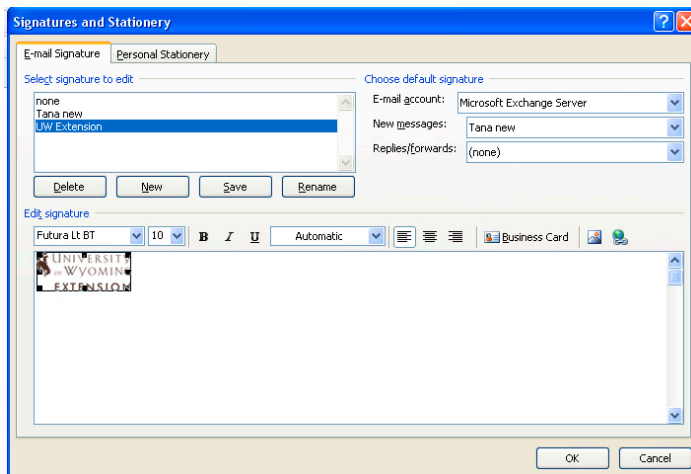 Signatures and Stationery
E-mail Signature Personal Stationery
Select signature to edit
none
Tana new
UW Extension
Delete New Save Rename
Choose default signature
E-mail account: Microsoft Exchange Server
New messages: Tana new
Replies/forwards: (none)
Edit signature
Futura Lt BT 10 B I U Automatic Business Card
UNIVERSITY
OF WYOMING
EXTENSION
OK Cancel